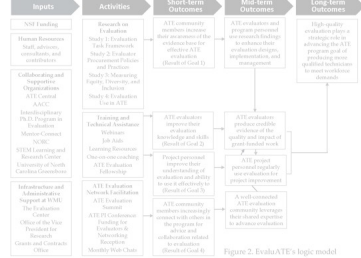 Inputs
NSF Funding
Human Resources
Staff, advisors,
consultants, and
contributors
Collaborating and
Supportive
Organizations
ATE Central
AACC
Interdisciplinary
Ph.D. Program in
Evaluation
Mentor-Connect
NORC
STEM Learning and
Research Center
University of North
Carolina Greensboro
Infrastructure and
Administrative
Support at WMU
The Evaluation
Center
Office of the Vice
President for
Research
Grants and Contracts
Office
Activities
Research on
Evaluation
Study 1: Evaluation
Task Framework
Study 2: Evaluator
Procurement Policies
and Practices
Study 3: Measuring
Equity, Diversity, and
Inclusion
Study 4: Evaluation
Use in ATE
Training and
Technical Assistance
Webinars
Job Aids
Learning Resources
One-on-one coaching
ATE Evaluation
Fellowship
ATE Evaluation
Network Facilitation
ATE Evaluation
Summit
ATE PI Conference
Funding for
Evaluation &
Networking
Reception
Monthly Web Chats
Short-term
Outcomes
ATE community
members increase
their awareness of the
evidence base for
effective ATE
evaluation
(Result of Goal 1)
ATE evaluators
improve their
evaluation
knowledge and skills
(Result of Goal 2)
Project personnel
improve their
understanding of
evaluation and ability
to use it effectively to
(Result of Goal 3)
ATE community
members increasingly
connect with others in
the program for
advice and
collaboration related
to evaluation
(Result of Goal 4)
Mid-term
Outcomes
ATE evaluators and
program personnel
use research findings
to enhance their
evaluation designs,
implementation, and
management
ATE evaluators
produce credible
evidence of the
quality and impact of
grant-funded work
ATE project
personnel regularly
use evaluation for
project improvement
A well-connected
ATE evaluation
community leverages
their shared expertise
to advance evaluation
Long-term
Outcomes
High-quality
evaluation plays a
strategic role in
advancing the ATE
program goal of
producing more
qualified technicians
to meet workforce
demands
Figure 2. EvaluATE's logic model